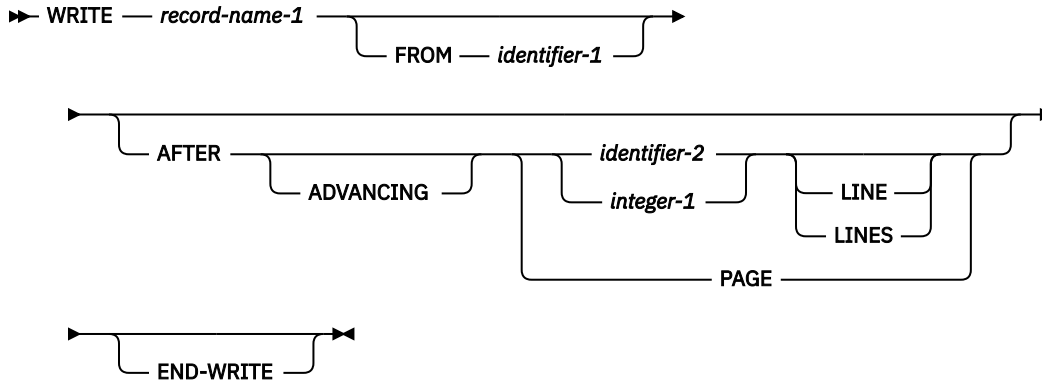 WRITE record-name-1
FROM identifier-1
AFTER identifier-2
ADVANCING integer-1 LINE
LINES
PAGE
END-WRITE